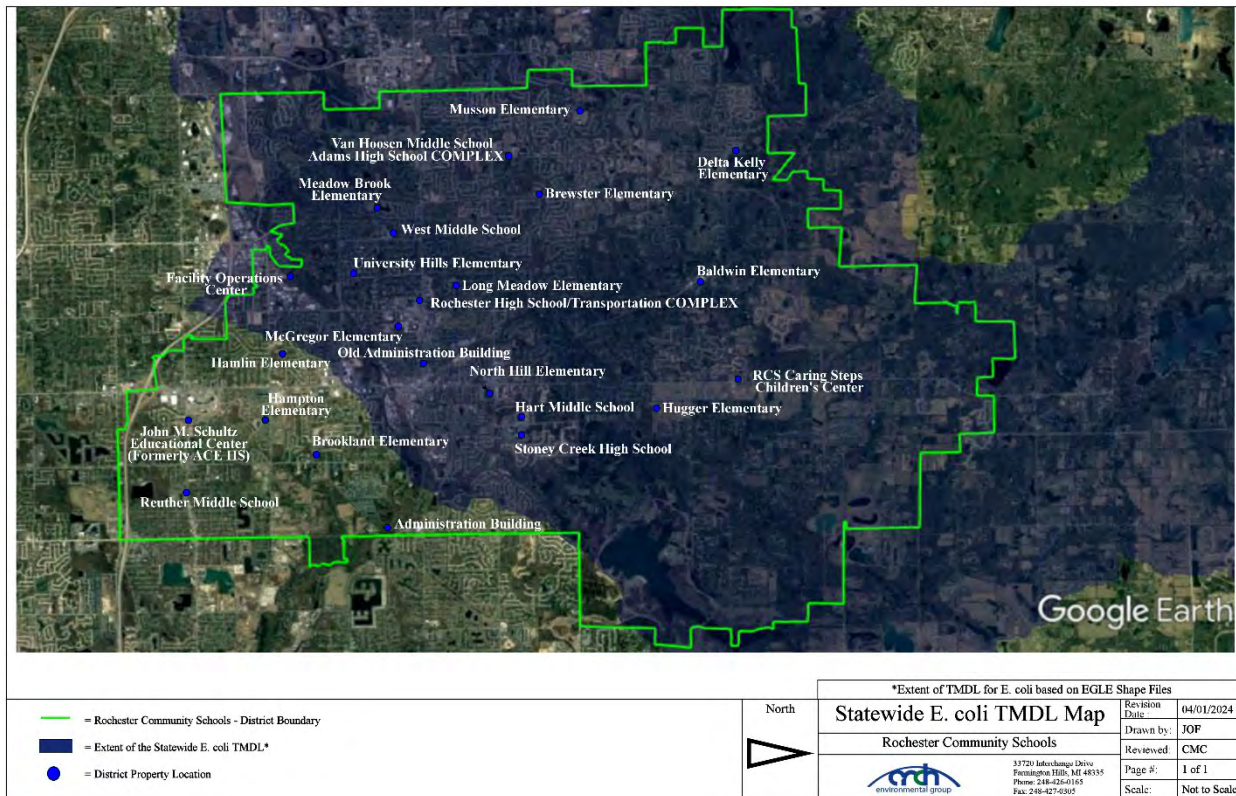 Musson Elementary
Van Hoosen Middle School
Adams High School COMPLEX
Delta Kelly
Elementary
Meadow Brook
Elementary
Brewster Elementary
West Middle School
University Hills Elementary
Baldwin Elementary
Facility Operations
Center
Long Meadow Elementary
Rochester High School/Transportation COMPLEX
McGregor Elementary
Old Administration Building
Hamlin Elementary
North Hill Elementary
RCS Caring Steps
Children's Center
Hampton
Elementary
Hart Middle School
Hugger Elementary
John M. Schultz
Educational Center
(Formerly ACE HS)
Brookland Elementary
Stoney Creek High School
Reuther Middle School
Administration Building
Google Earth
*Extent of TMDL for E. coli based on EGLE Shape Files
= Rochester Community Schools - District Boundary
= Extent of the Statewide E. coli TMDL*
= District Property Location
North
Statewide E. coli TMDL Map
Rochester Community Schools
arch
environmental group
33720 Interchange Drive
Farmington Hills, MI 48335
Phone: 248-426-0165
Fax: 248-427-0305
Revision
Date : 04/01/2024
Drawn by: JOF
Reviewed: CMC
Page #: 1 of 1
Scale: Not to Scale